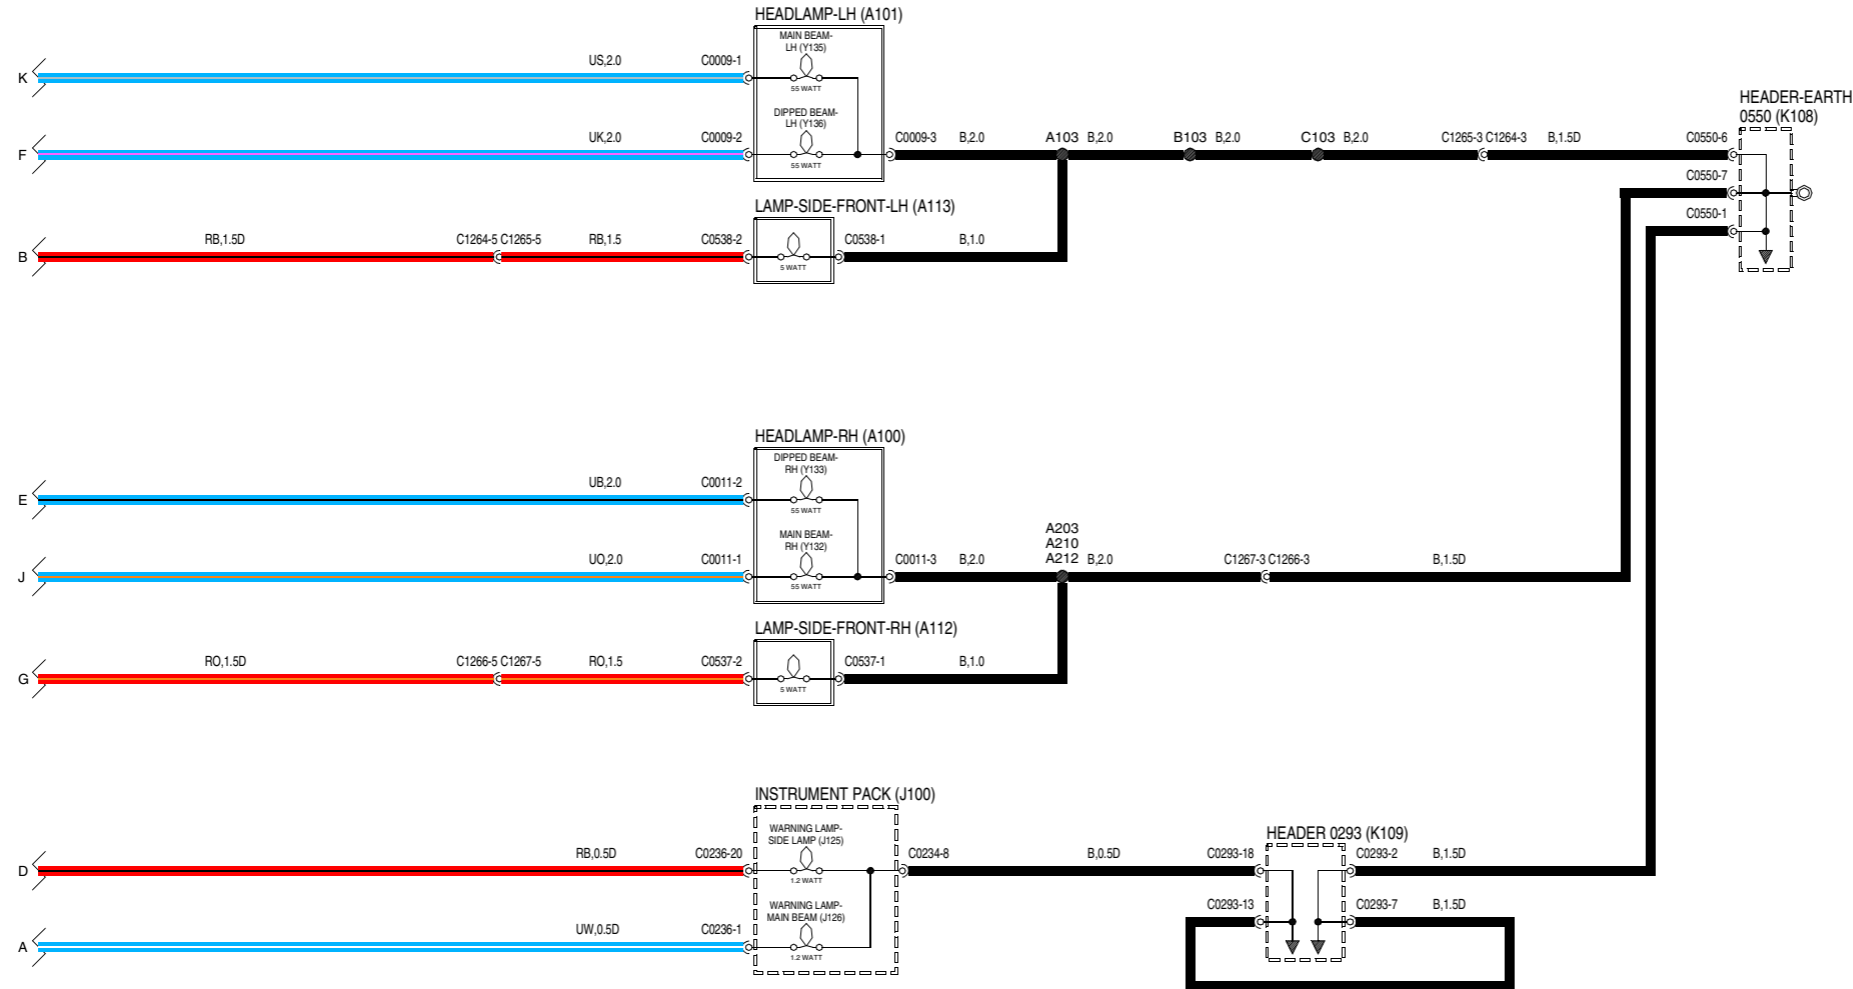 HEADLAMP-LH (A101)
MAIN BEAM-
LH (Y135)
K
US,2.0
C0009-1
55 WATT
DIPPED BEAM-
LH (Y136)
F
UK,2.0
C0009-2
55 WATT
C0009-3
B,2.0
A103
B,2.0
B103
B,2.0
C103
B,2.0
C1265-3
C1264-3
B,1.5D
C0550-6
HEADER-EARTH
0550 (K108)
C0550-7
C0550-1
LAMP-SIDE-FRONT-LH (A113)
B
RB,1.5D
C1264-5
C1265-5
RB,1.5
C0538-2
5 WATT
C0538-1
B,1.0
HEADLAMP-RH (A100)
DIPPED BEAM-
RH (Y133)
E
UB,2.0
C0011-2
55 WATT
MAIN BEAM-
RH (Y132)
J
UO,2.0
C0011-1
55 WATT
C0011-3
B,2.0
A203
A210
A212
B,2.0
C1267-3
C1266-3
B,1.5D
LAMP-SIDE-FRONT-RH (A112)
G
RO,1.5D
C1266-5
C1267-5
RO,1.5
C0537-2
5 WATT
C0537-1
B,1.0
INSTRUMENT PACK (J100)
WARNING LAMP-
SIDE LAMP (J125)
D
RB,0.5D
C0236-20
1.2 WATT
C0234-8
B,0.5D
C0293-18
HEADER 0293 (K109)
C0293-2
B,1.5D
WARNING LAMP-
MAIN BEAM (J126)
A
UW,0.5D
C0236-1
1.2 WATT
C0293-13
C0293-7
B,1.5D